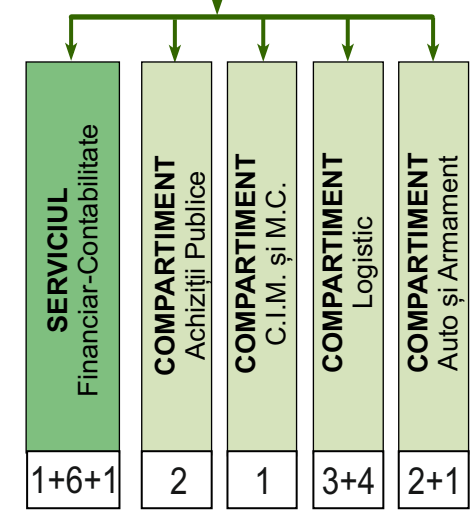 SERVICIUL
Financiar-Contabilitate
1+6+1
COMPARTIMENT
Achiziții Publice
2
COMPARTIMENT
C.I.M. și M.C.
1
COMPARTIMENT
Logistic
3+4
COMPARTIMENT
Auto și Armament
2+1